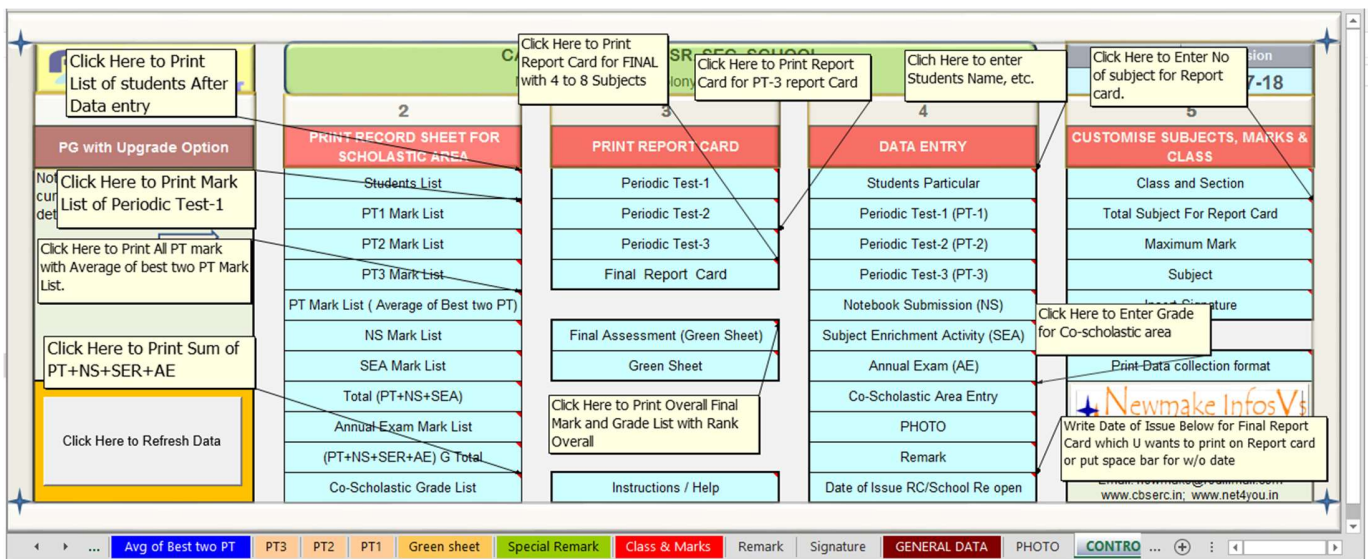 Click Here to Print
List of students After
Data entry
Click Here to Print
Report Card for FINAL
with 4 to 8 Subjects
SR. SEC. SCHOOL
Click Here to Print Report
Card for PT-3 report Card
Clich Here to enter
Students Name, etc.
Click Here to Enter No
of subject for Report
card.
7-18
2
3
4
5
PG with Upgrade Option
PRINT RECORD SHEET FOR
SCHOLASTIC AREA
PRINT REPORT CARD
DATA ENTRY
CUSTOMISE SUBJECTS, MARKS &
CLASS
Click Here to Print Mark
List of Periodic Test-1
Click Here to Print All PT mark
with Average of best two PT Mark
List.
Click Here to Print Sum of
PT+NS+SER+AE
Click Here to Refresh Data
Students List
PT1 Mark List
PT2 Mark List
PT3 Mark List
PT Mark List ( Average of Best two PT)
NS Mark List
SEA Mark List
Total (PT+NS+SEA)
Annual Exam Mark List
(PT+NS+SER+AE) G Total
Co-Scholastic Grade List
Periodic Test-1
Periodic Test-2
Periodic Test-3
Final Report Card
Final Assessment (Green Sheet)
Green Sheet
Click Here to Print Overall Final
Mark and Grade List with Rank
Overall
Instructions / Help
Students Particular
Periodic Test-1 (PT-1)
Periodic Test-2 (PT-2)
Periodic Test-3 (PT-3)
Notebook Submission (NS)
Subject Enrichment Activity (SEA)
Annual Exam (AE)
Co-Scholastic Area Entry
PHOTO
Remark
Date of Issue RC/School Re open
Class and Section
Total Subject For Report Card
Maximum Mark
Subject
Insert Signature
Click Here to Enter Grade
for Co-scholastic area
Print Data collection format
Newmake Infos
Write Date of Issue Below for Final Report
Card which U wants to print on Report card
or put space bar for w/o date
www.cbserc.in; www.net4you.in
... Avg of Best two PT PT3 PT2 PT1 Green sheet Special Remark Class & Marks Remark Signature GENERAL DATA PHOTO CONTRO ...